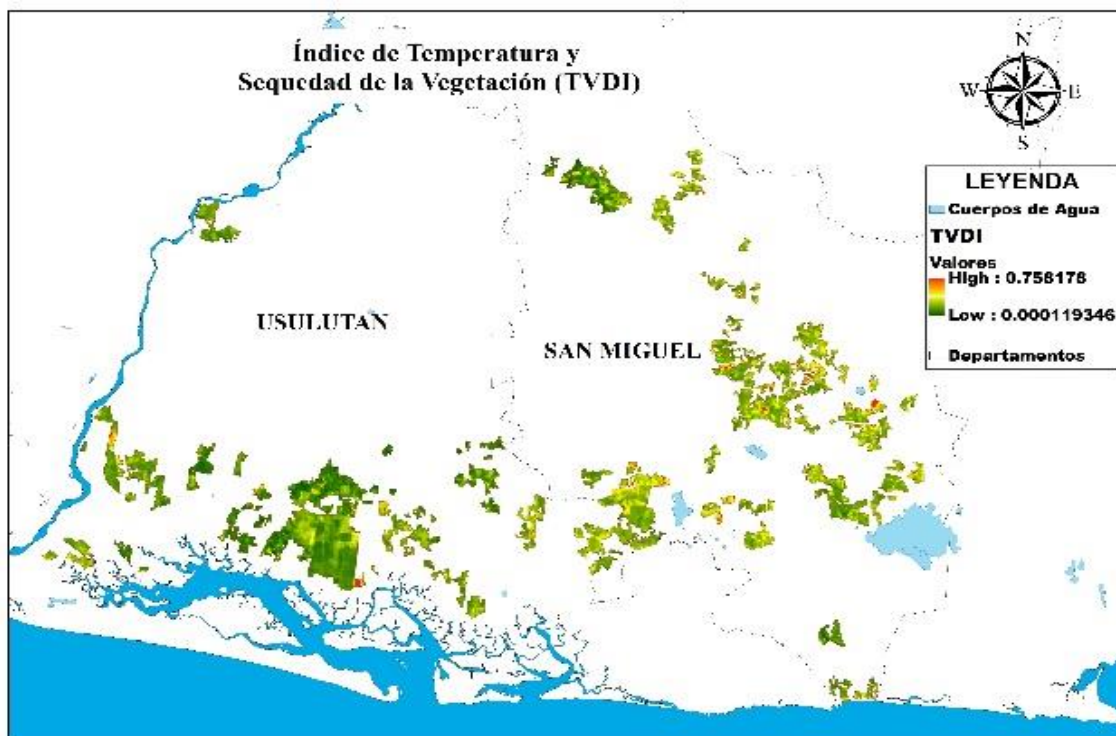 Índice de Temperatura y
Sequedad de la Vegetación (TVDI)
N
W E
S
LEYENDA
Cuerpos de Agua
TVDI
Valores
High : 0.758178
Low : 0.000119346
Departamentos
USULUTAN
SAN MIGUEL